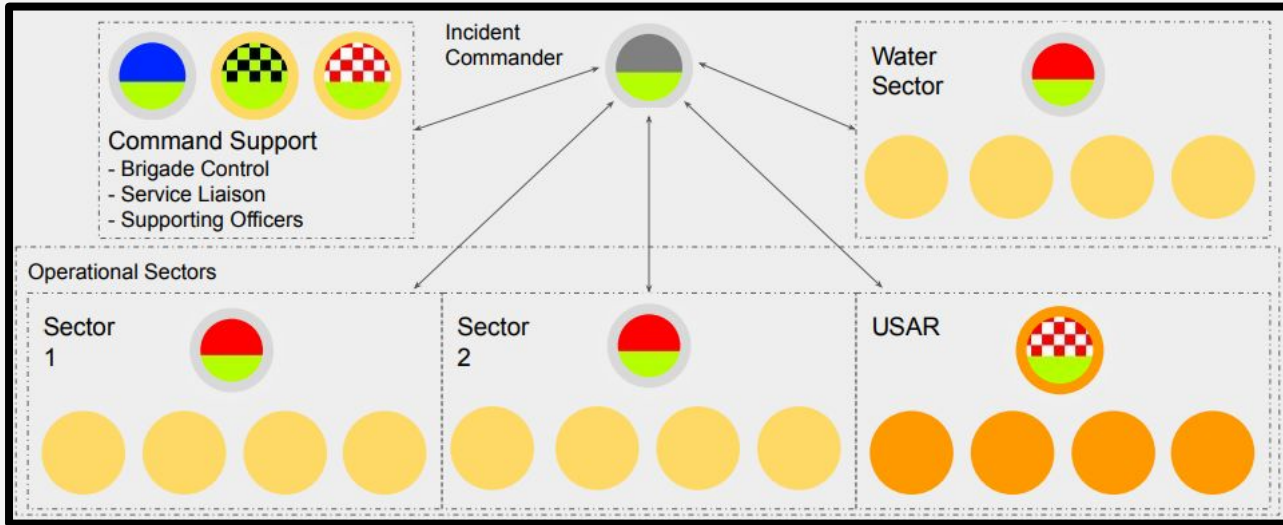 Incident
Commander
Command Support
- Brigade Control
- Service Liaison
- Supporting Officers
Water
Sector
Operational Sectors
Sector
1
Sector
2
USAR